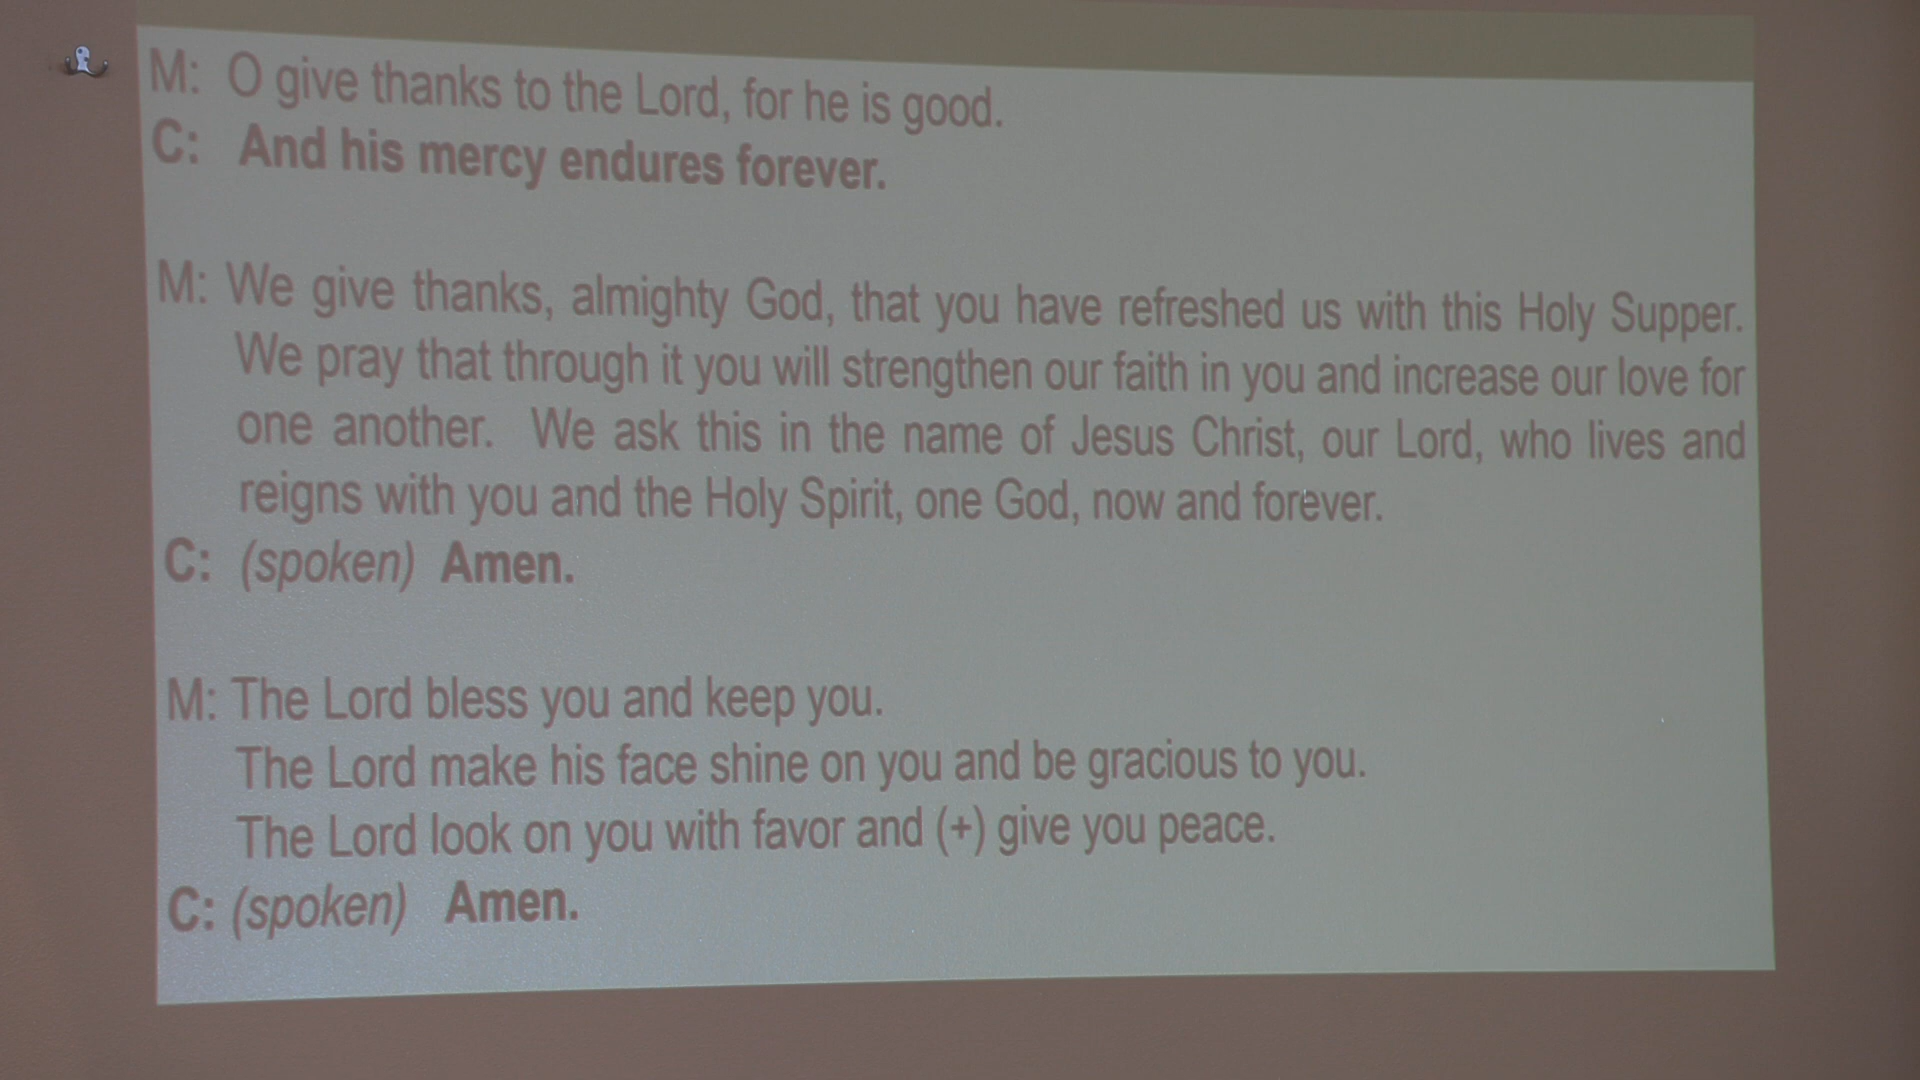 M: O give thanks to the Lord, for he is good.
C: And his mercy endures forever.
M: We give thanks, almighty God, that you have refreshed us with this Holy Supper.
We pray that through it you will strengthen our faith in you and increase our love for
one another. We ask this in the name of Jesus Christ, our Lord, who lives and
reigns with you and the Holy Spirit, one God, now and forever.
C: (spoken) Amen.
M: The Lord bless you and keep you.
The Lord make his face shine on you and be gracious to you.
The Lord look on you with favor and (+) give you peace.
C: (spoken) Amen.